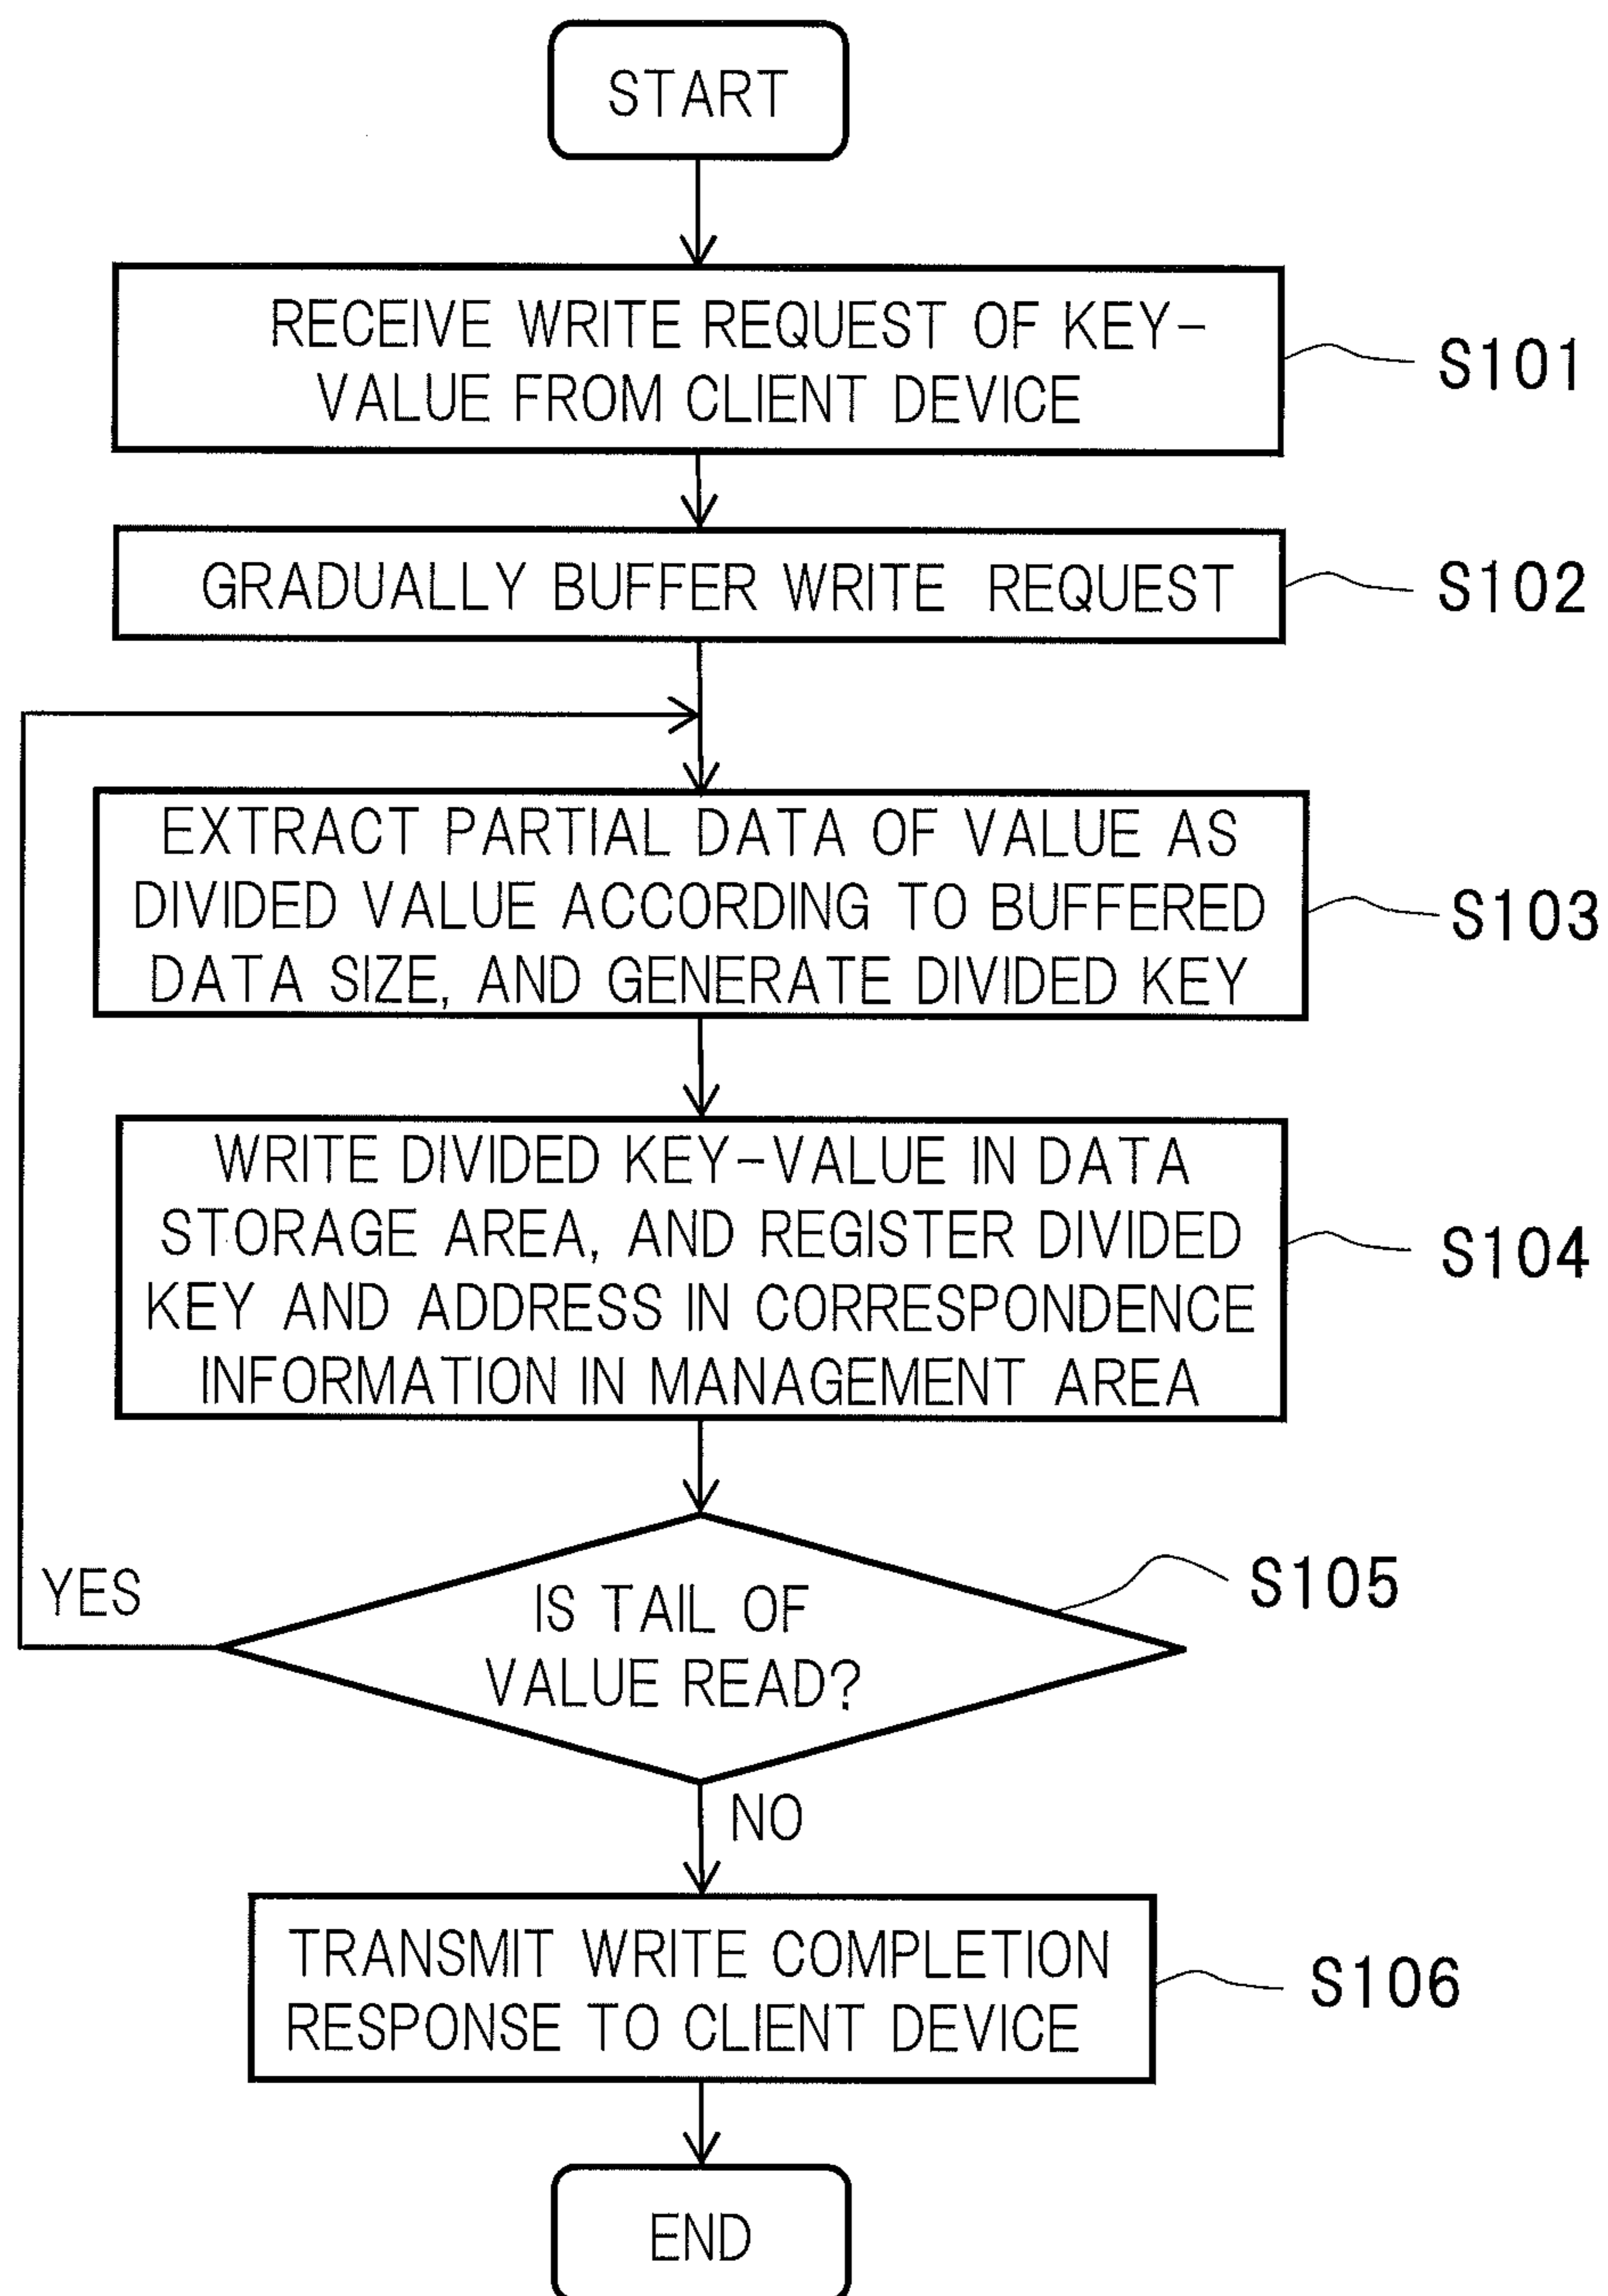 START
RECEIVE WRITE REQUEST OF KEY-
VALUE FROM CLIENT DEVICE
S101
GRADUALLY BUFFER WRITE REQUEST
S102
EXTRACT PARTIAL DATA OF VALUE AS
DIVIDED VALUE ACCORDING TO BUFFERED
DATA SIZE, AND GENERATE DIVIDED KEY
S103
WRITE DIVIDED KEY-VALUE IN DATA
STORAGE AREA, AND REGISTER DIVIDED
KEY AND ADDRESS IN CORRESPONDENCE
INFORMATION IN MANAGEMENT AREA
S104
YES
IS TAIL OF
VALUE READ?
S105
NO
TRANSMIT WRITE COMPLETION
RESPONSE TO CLIENT DEVICE
S106
END